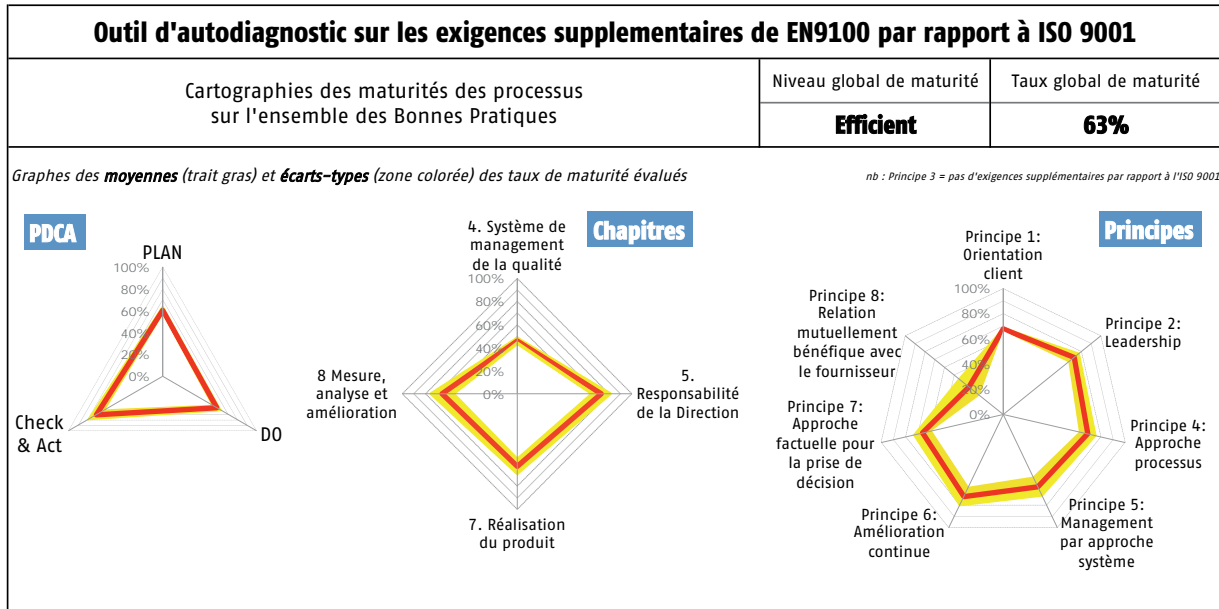 Outil d'autodiagnostic sur les exigences supplementaires de EN9100 par rapport à ISO 9001
Cartographies des maturités des processus
sur l'ensemble des Bonnes Pratiques
Niveau global de maturité
Taux global de maturité
Efficient
63%
Graphes des moyennes (trait gras) et écarts-types (zone colorée) des taux de maturité évalués
nb : Principe 3 = pas d'exigences supplémentaires par rapport à l'ISO 9001
PDCA
PLAN
100%
80%
60%
40%
20%
0%
Check
& Act
DO
Chapitres
4. Système de
management
de la qualité
100%
80%
60%
40%
20%
0%
8 Mesure,
analyse et
amélioration
5.
Responsabilité
de la Direction
7. Réalisation
du produit
Principes
Principe 1:
Orientation
client
100%
80%
60%
40%
20%
0%
Principe 2:
Leadership
Principe 4:
Approche
processus
Principe 5:
Management
par approche
système
Principe 6:
Amélioration
continue
Principe 7:
Approche
factuelle pour
la prise de
décision
Principe 8:
Relation
mutuellement
bénéfique avec
le fournisseur